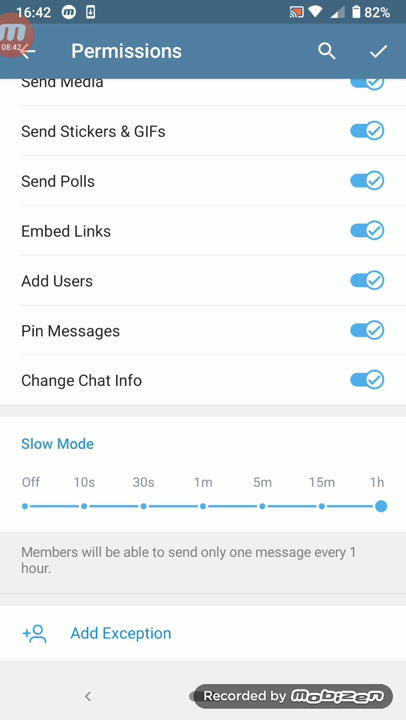 16:42
82%
08:42
Permissions
Send Media
Send Stickers & GIFs
Send Polls
Embed Links
Add Users
Pin Messages
Change Chat Info
Slow Mode
Off 10s 30s 1m 5m 15m 1h
Members will be able to send only one message every 1
hour.
Add Exception
Recorded by mobizen